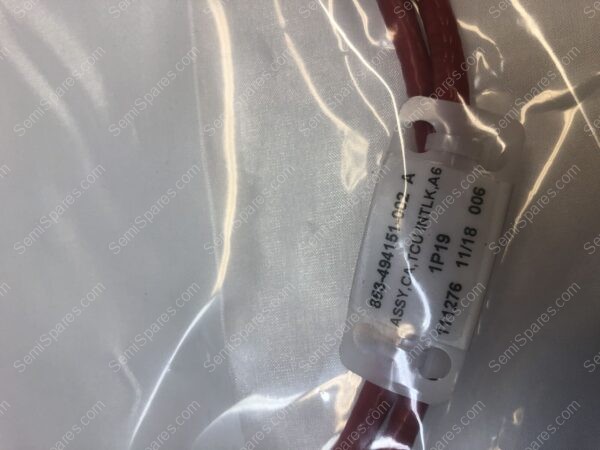 853-494151-002 A
ASSY,CA,TCU INTLK,A6
1P19
111276 11/18 006
SemiSpares.com